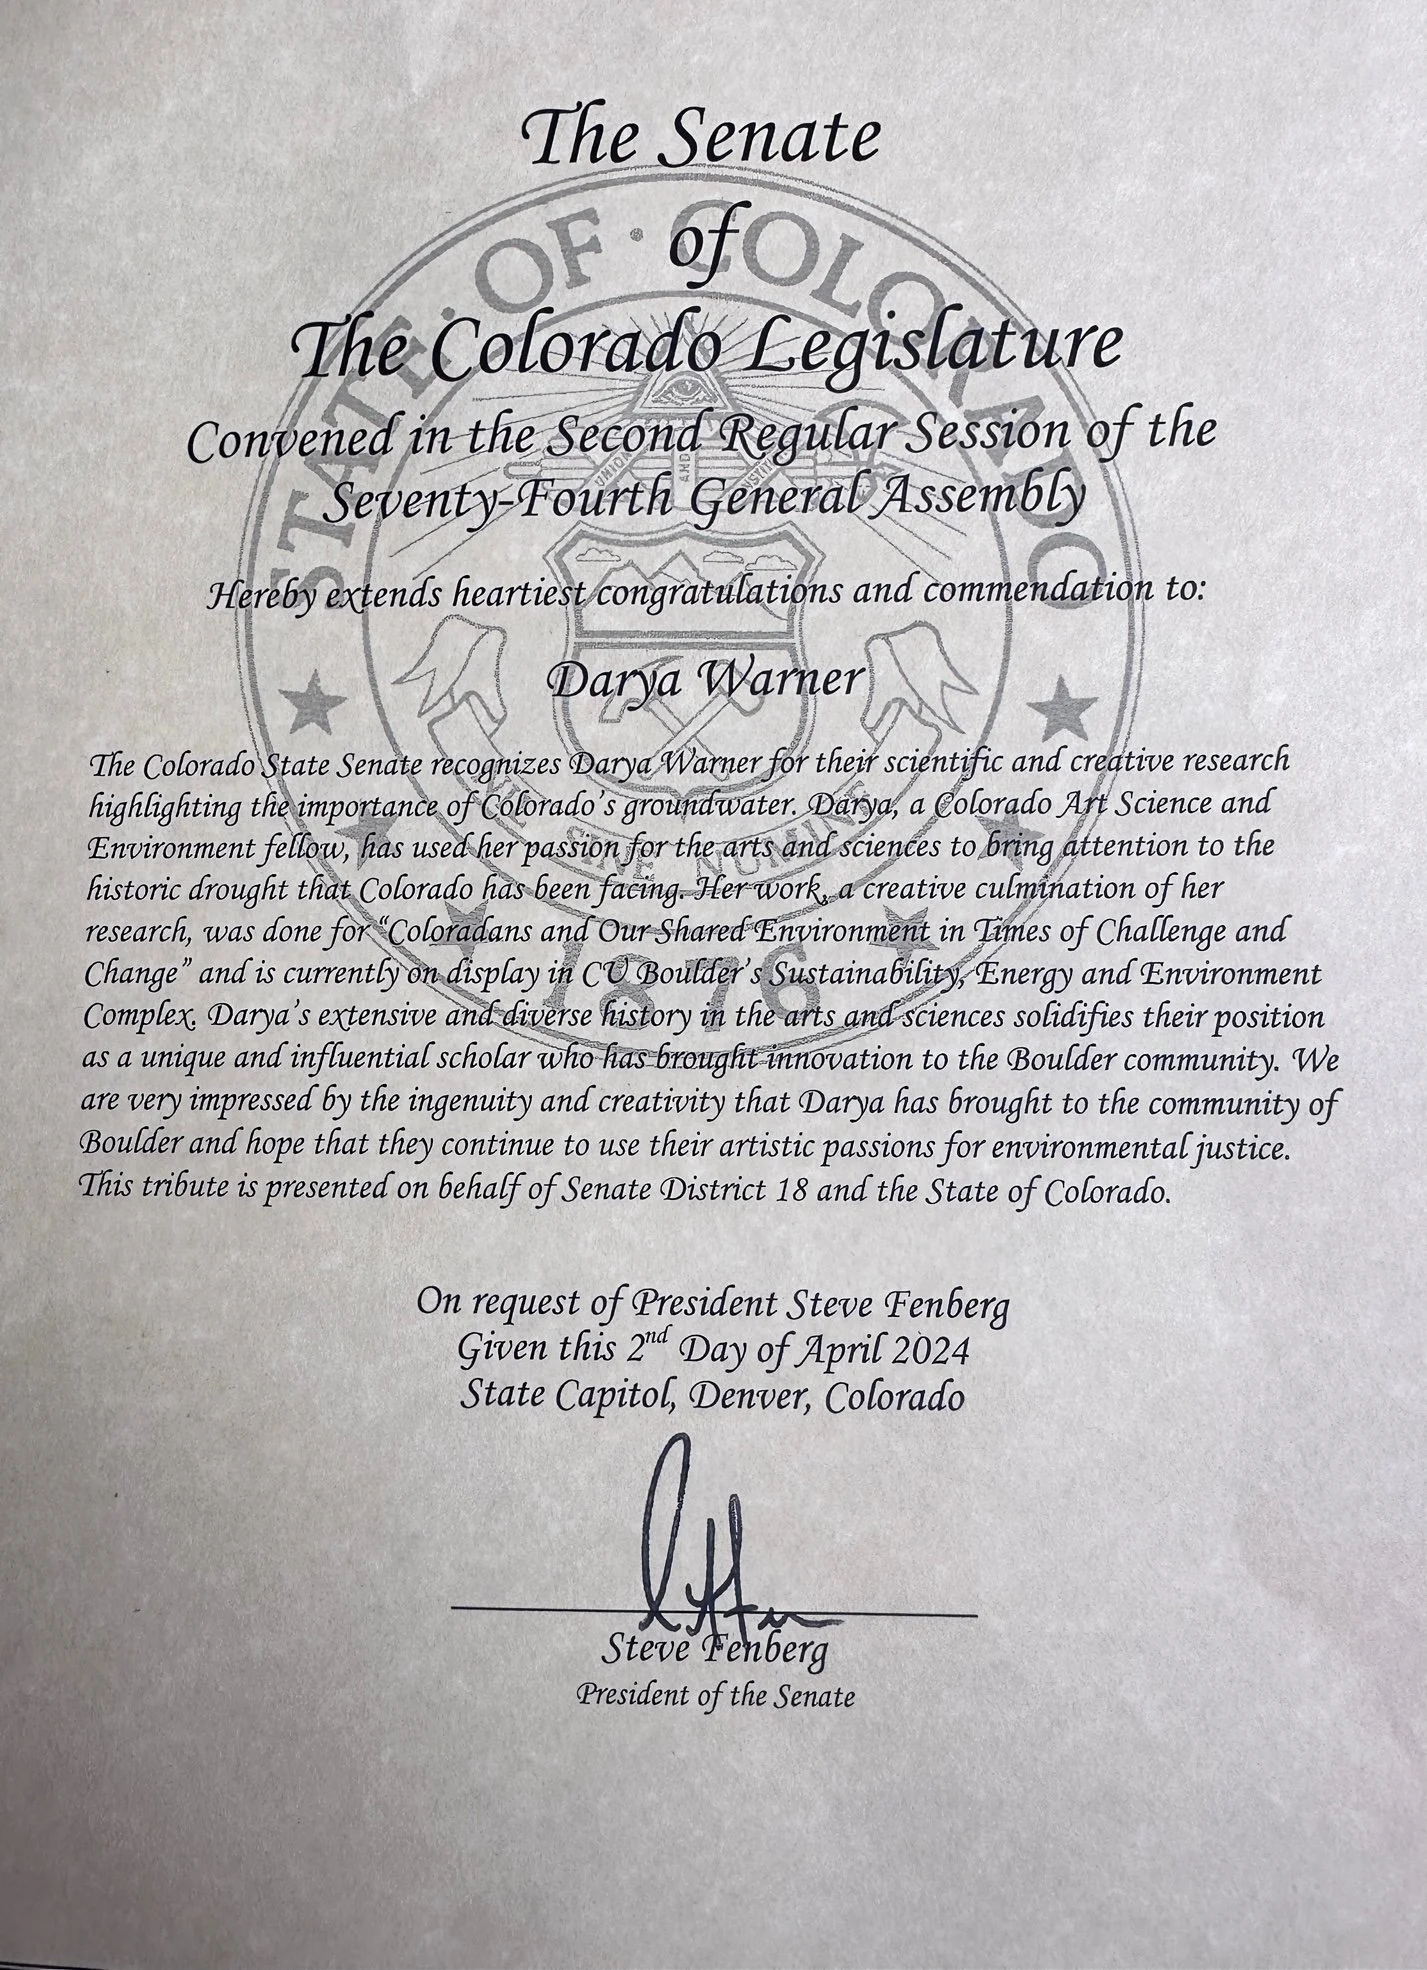 The Senate
of
The Colorado Legislature
Convened in the Second Regular Session of the
Seventy-Fourth General Assembly
Hereby extends heartiest congratulations and commendation to:
Darya Warner
The Colorado State Senate recognizes Darya Warner for their scientific and creative research
highlighting the importance of Colorado's groundwater. Darya, a Colorado Art Science and
Environment fellow, has used her passion for the arts and sciences to bring attention to the
historic drought that Colorado has been facing. Her work, a creative culmination of her
research, was done for “Coloradans and Our Shared Environment in Times of Challenge and
Change” and is currently on display in CU Boulder's Sustainability, Energy and Environment
Complex. Darya's extensive and diverse history in the arts and sciences solidifies their position
as a unique and influential scholar who has brought innovation to the Boulder community. We
are very impressed by the ingenuity and creativity that Darya has brought to the community of
Boulder and hope that they continue to use their artistic passions for environmental justice.
This tribute is presented on behalf of Senate District 18 and the State of Colorado.
On request of President Steve Fenberg
Given this 2nd Day of April 2024
State Capitol, Denver, Colorado
Steve Fenberg
President of the Senate
STATE · OF · COLORADO
UNION AND
SINE NUMINE
1876